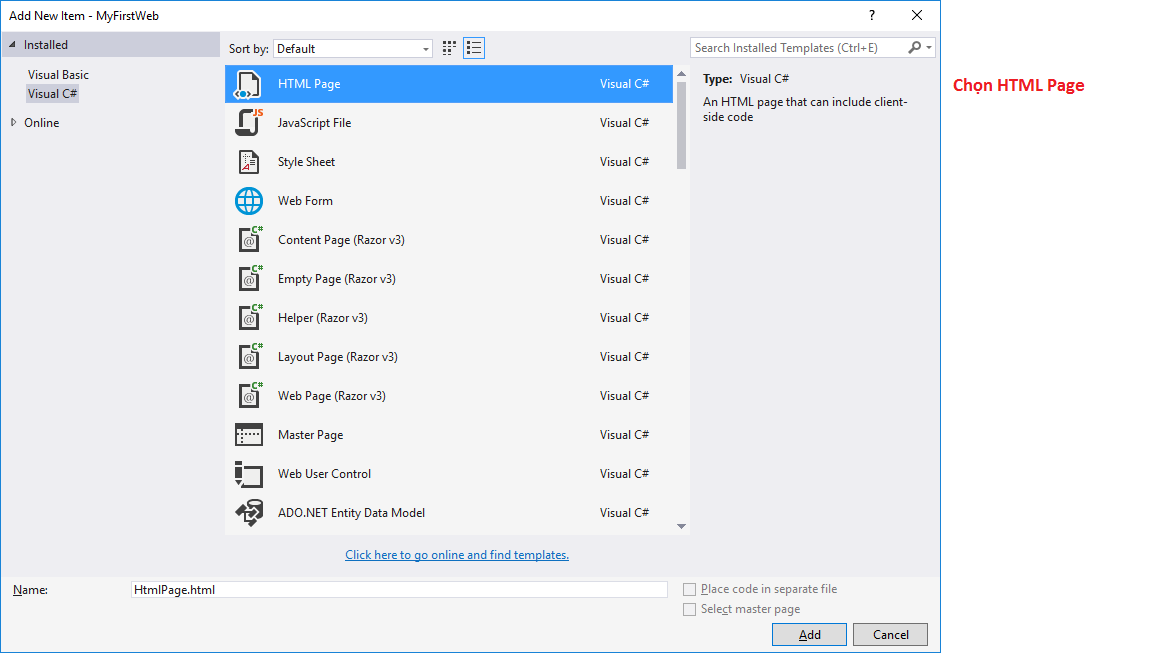 Add New Item - MyFirstWeb
?
Installed
Visual Basic
Visual C#
Online
Sort by: Default
Search Installed Templates (Ctrl+E)
HTML Page Visual C#
JS JavaScript File Visual C#
A Style Sheet Visual C#
Web Form Visual C#
C# @ Content Page (Razor v3) Visual C#
C# @ Empty Page (Razor v3) Visual C#
C# @ Helper (Razor v3) Visual C#
C# @ Layout Page (Razor v3) Visual C#
C# @ Web Page (Razor v3) Visual C#
Master Page Visual C#
Web User Control Visual C#
ADO.NET Entity Data Model Visual C#
Click here to go online and find templates.
Type: Visual C#
An HTML page that can include client-
side code
Chọn HTML Page
Name: HtmlPage.html
Place code in separate file
Select master page
Add Cancel